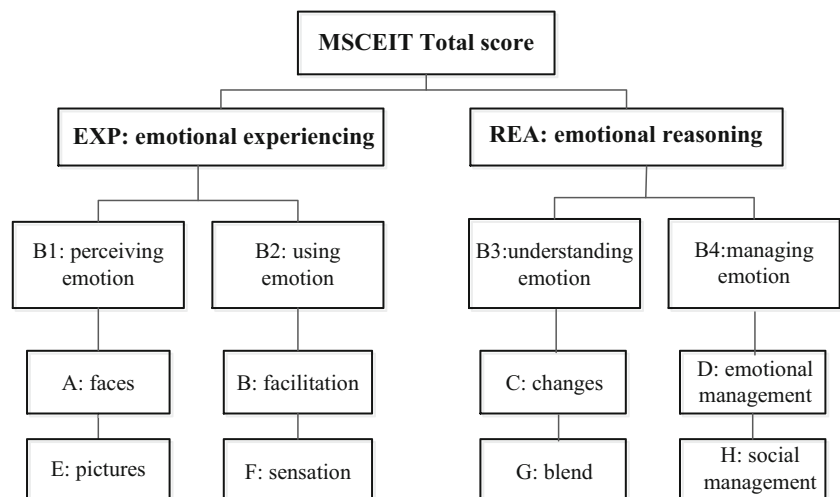 MSCEIT Total score
EXP: emotional experiencing
REA: emotional reasoning
B1: perceiving
emotion
B2: using
emotion
B3:understanding
emotion
B4:managing
emotion
A: faces
B: facilitation
C: changes
D: emotional
management
E: pictures
F: sensation
G: blend
H: social
management